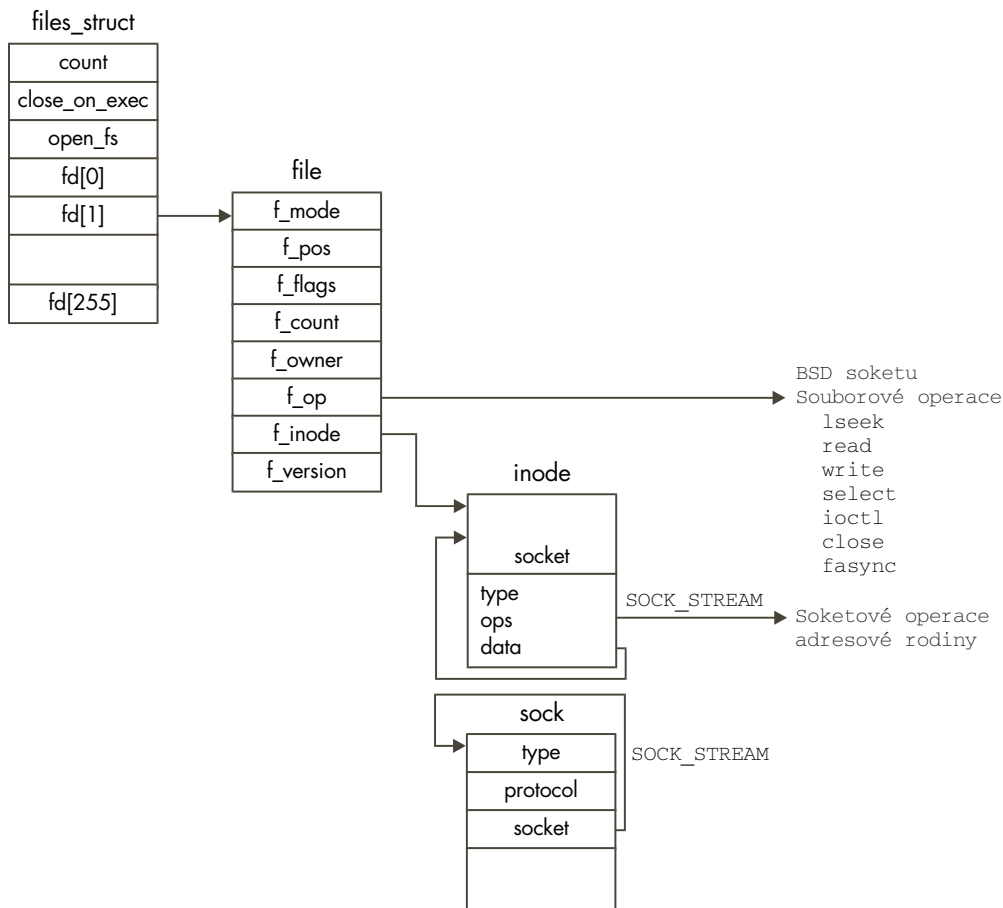 files_struct
count
close_on_exec
open_fs
fd[0]
fd[1]
fd[255]
file
f_mode
f_pos
f_flags
f_count
f_owner
f_op
f_inode
f_version
BSD soketu
Souborové operace
lseek
read
write
select
ioctl
close
fasync
inode
socket
type
ops
data
SOCK_STREAM
Soketové operace
adresové rodiny
sock
type
protocol
socket
SOCK_STREAM